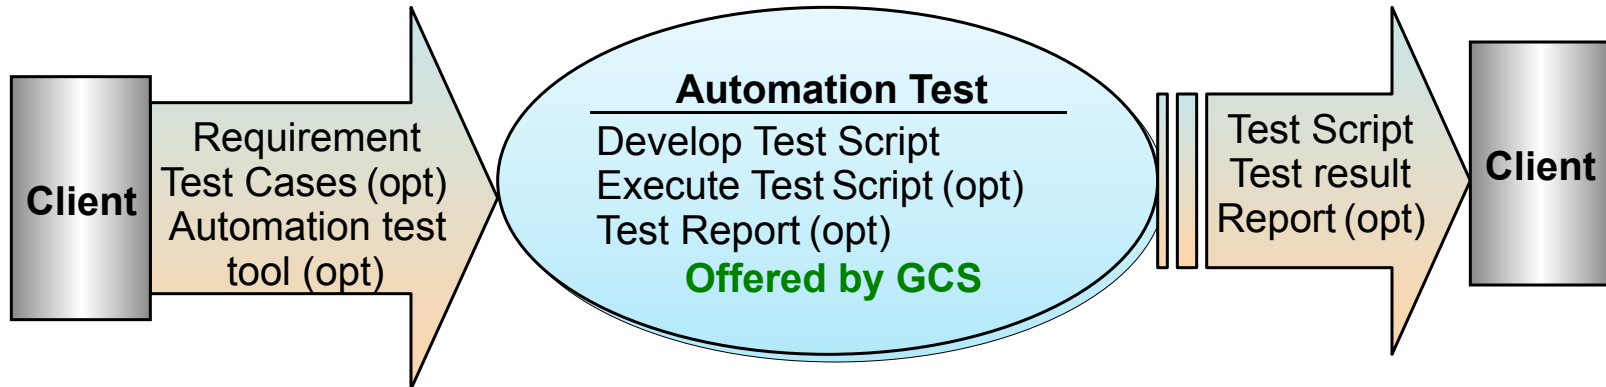 Client
Requirement
Test Cases (opt)
Automation test
tool (opt)
Automation Test
Develop Test Script
Execute Test Script (opt)
Test Report (opt)
Offered by GCS
Test Script
Test result
Report (opt)
Client